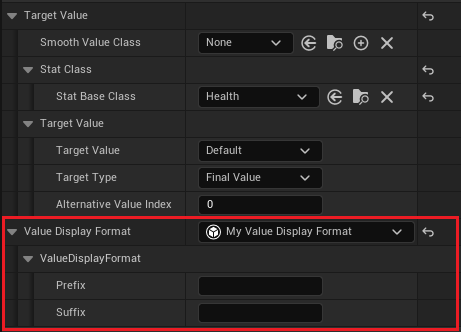 Target Value
Smooth Value Class None
Stat Class
Stat Base Class Health
Target Value
Target Value Default
Target Type Final Value
Alternative Value Index 0
Value Display Format My Value Display Format
ValueDisplayFormat
Prefix
Suffix